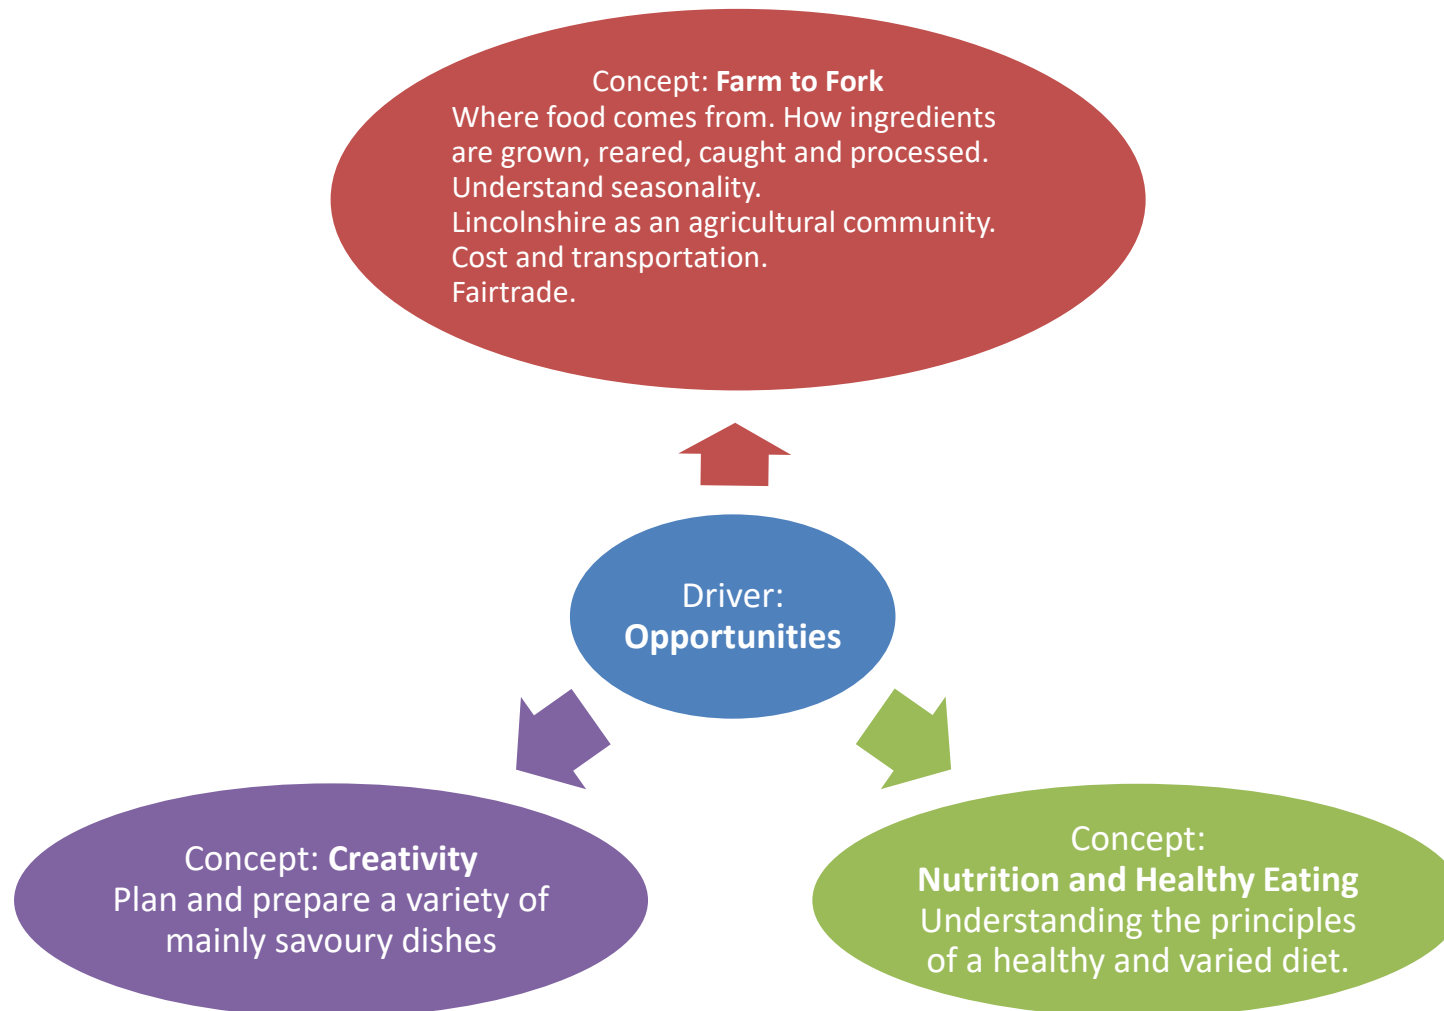 Concept: Farm to Fork
Where food comes from. How ingredients
are grown, reared, caught and processed.
Understand seasonality.
Lincolnshire as an agricultural community.
Cost and transportation.
Fairtrade.
Driver:
Opportunities
Concept: Creativity
Plan and prepare a variety of
mainly savoury dishes
Concept:
Nutrition and Healthy Eating
Understanding the principles
of a healthy and varied diet.